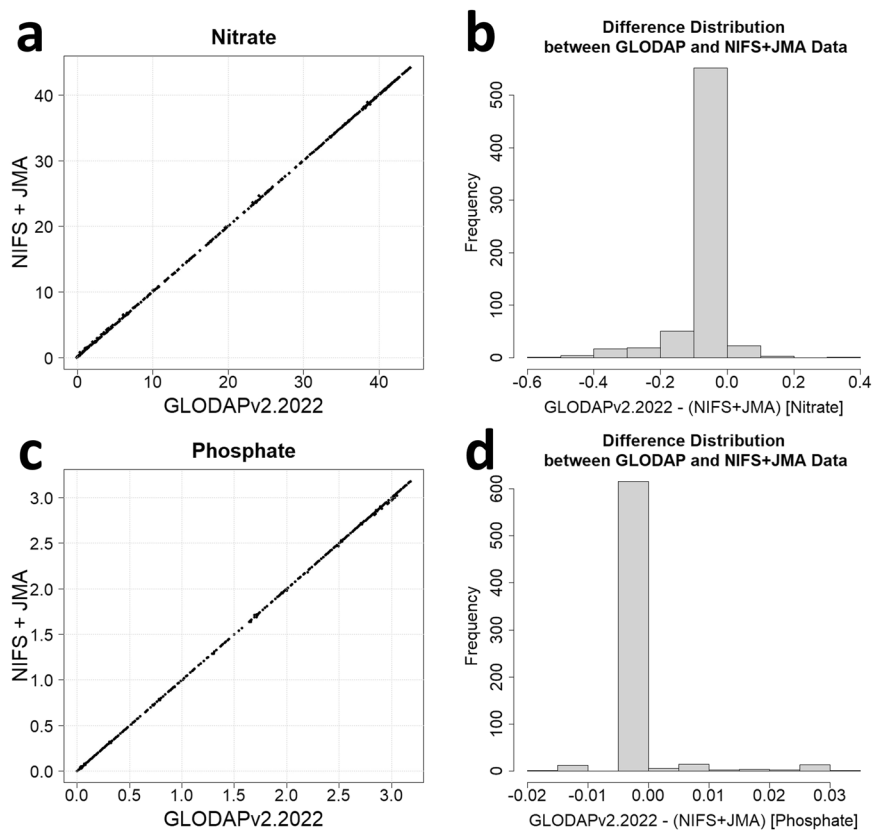 a
Nitrate
NIFS + JMA
40
30
20
10
0
0 10 20 30 40
GLODAPv2.2022
b
Difference Distribution
between GLODAP and NIFS+JMA Data
Frequency
500
400
300
200
100
0
-0.6 -0.4 -0.2 0.0 0.2 0.4
GLODAPv2.2022 - (NIFS+JMA) [Nitrate]
c
Phosphate
NIFS + JMA
3.0
2.5
2.0
1.5
1.0
0.5
0.0
0.0 0.5 1.0 1.5 2.0 2.5 3.0
GLODAPv2.2022
d
Difference Distribution
between GLODAP and NIFS+JMA Data
Frequency
600
500
400
300
200
100
0
-0.02 -0.01 0.00 0.01 0.02 0.03
GLODAPv2.2022 - (NIFS+JMA) [Phosphate]